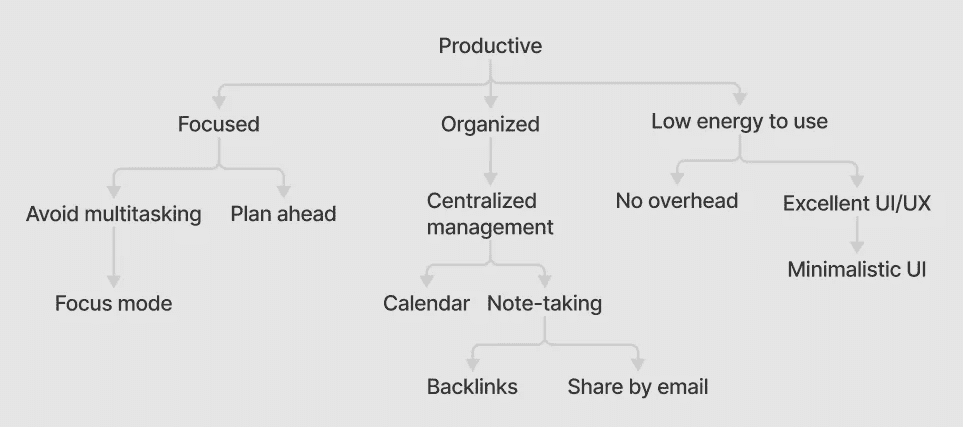 Productive
Focused
Organized
Low energy to use
Avoid multitasking
Plan ahead
Centralized
management
No overhead
Excellent UI/UX
Minimalistic UI
Focus mode
Calendar
Note-taking
Backlinks
Share by email